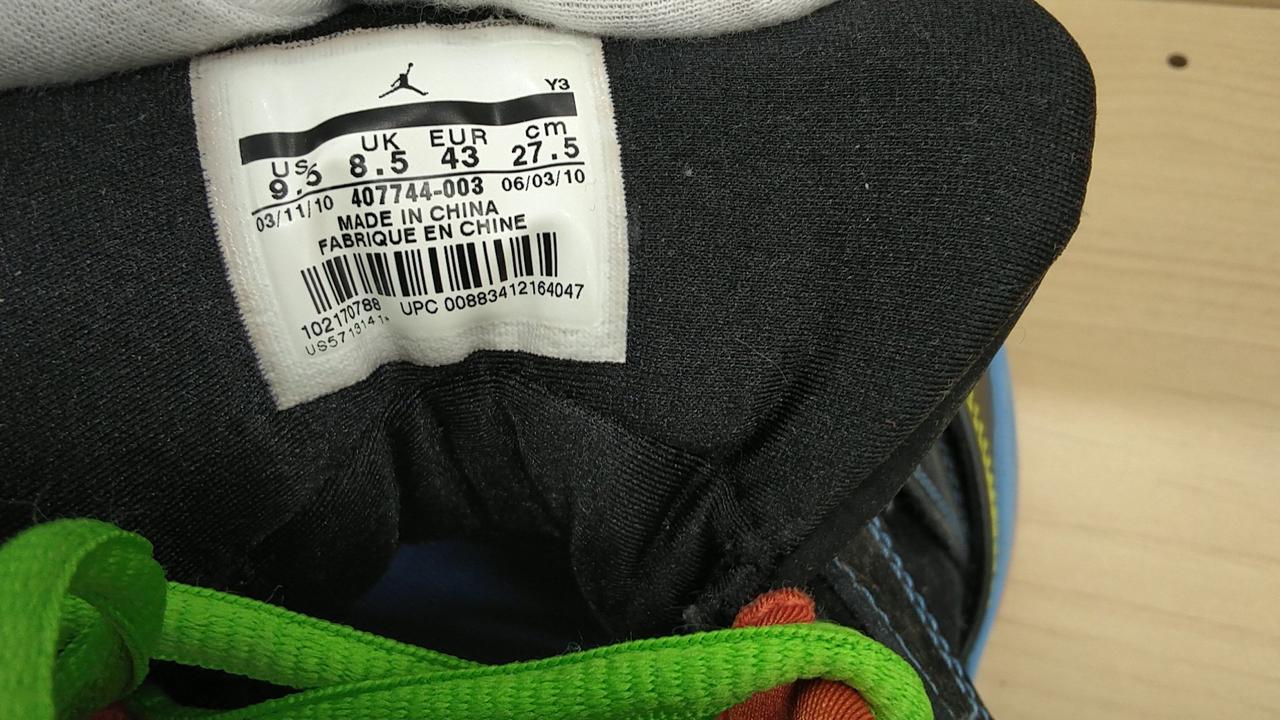 Y3
US UK EUR cm
9.5 8.5 43 27.5
03/11/10 407744-003 06/03/10
MADE IN CHINA
FABRIQUE EN CHINE
102170788 UPC 00883412164047